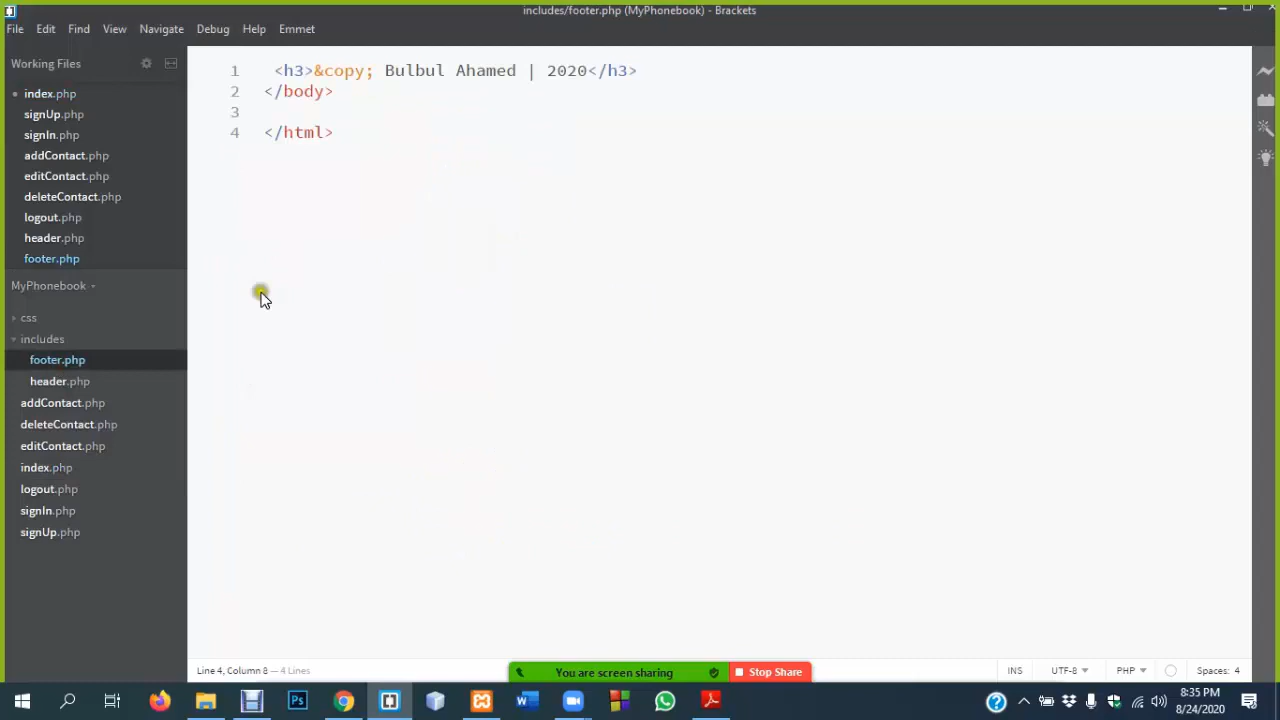 includes/footer.php (MyPhonebook) - Brackets
File Edit Find View Navigate Debug Help Emmet
Working Files
index.php
signUp.php
signIn.php
addContact.php
editContact.php
deleteContact.php
logout.php
header.php
footer.php
MyPhonebook
css
includes
footer.php
header.php
addContact.php
deleteContact.php
editContact.php
index.php
logout.php
signIn.php
signUp.php
1 <h3>&copy; Bulbul Ahamed | 2020</h3>
2 </body>
3
4 </html>
Line 4, Column 8 — 4 Lines
INS UTF-8 PHP Spaces: 4
You are screen sharing Stop Share
Ps
W
8:35 PM
8/24/2020